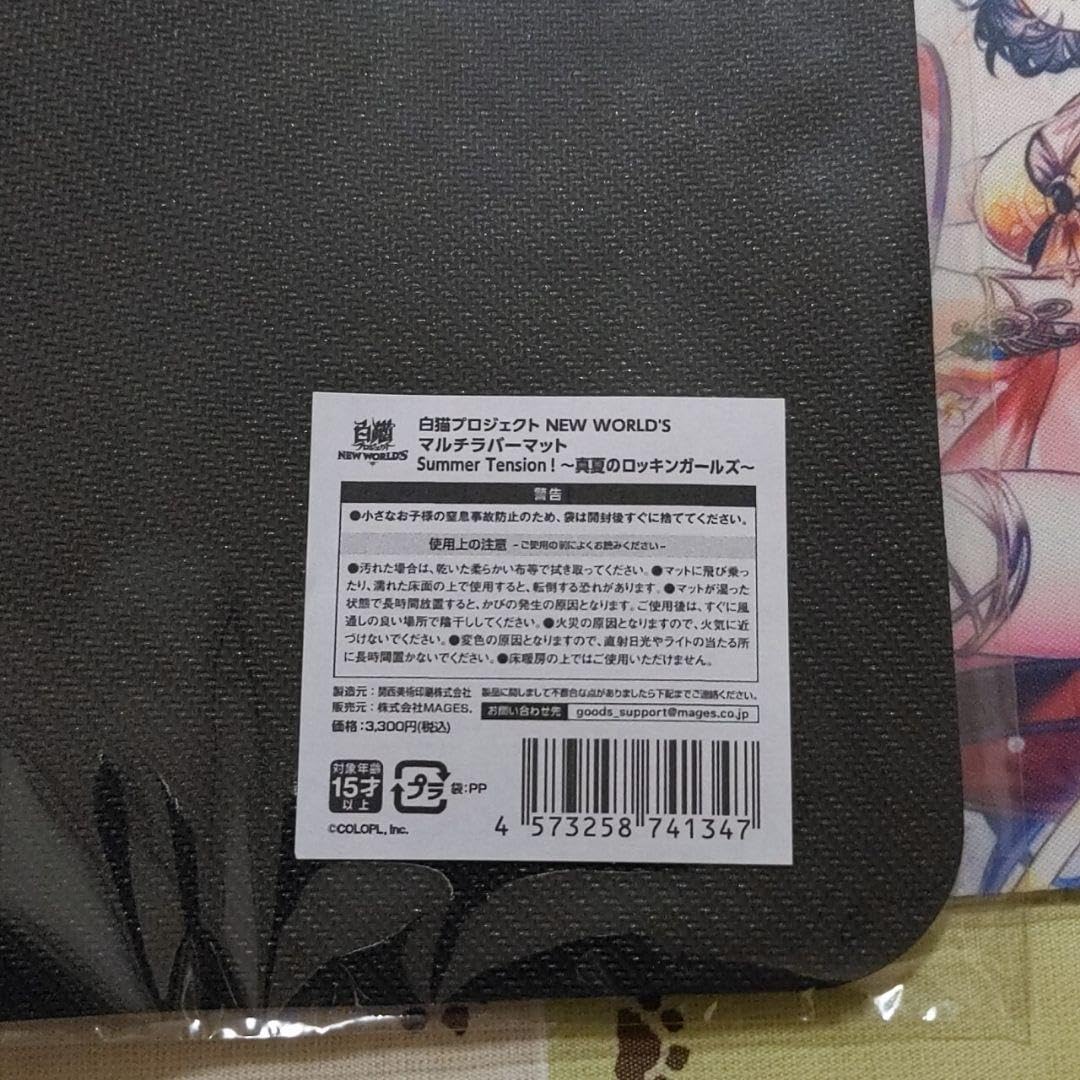 白猫プロジェクト NEW WORLD'S
白猫プロジェクト NEW WORLD'S
マルチラバーマット
Summer Tension！～真夏のロッキンガールズ～
警告
●小さなお子様の窒息事故防止のため、袋は開封後すぐに捨ててください。
使用上の注意 -ご使用の前によくお読みください-
●汚れた場合は、乾いた柔らかい布等で拭き取ってください。●マットに飛び乗っ
たり、濡れた床面の上で使用すると、転倒する恐れがあります。●マットが湿った
状態で長時間放置すると、かびの発生の原因となります。ご使用後は、すぐに風
通しの良い場所で陰干ししてください。●火災の原因となりますので、火気に近
づけないでください。●変色の原因となりますので、直射日光やライトの当たる所
に長時間置かないでください。●床暖房の上ではご使用いただけません。
製造元：関西美術印刷株式会社 製品に関しまして不都合な点がありましたら下記までご連絡ください。
販売元：株式会社MAGES. お問い合わせ先 goods_support@mages.co.jp
価格：3,300円(税込)
対象年齢
15才
以上
プラ 袋：PP
©COLOPL, Inc.
4 573258 741347